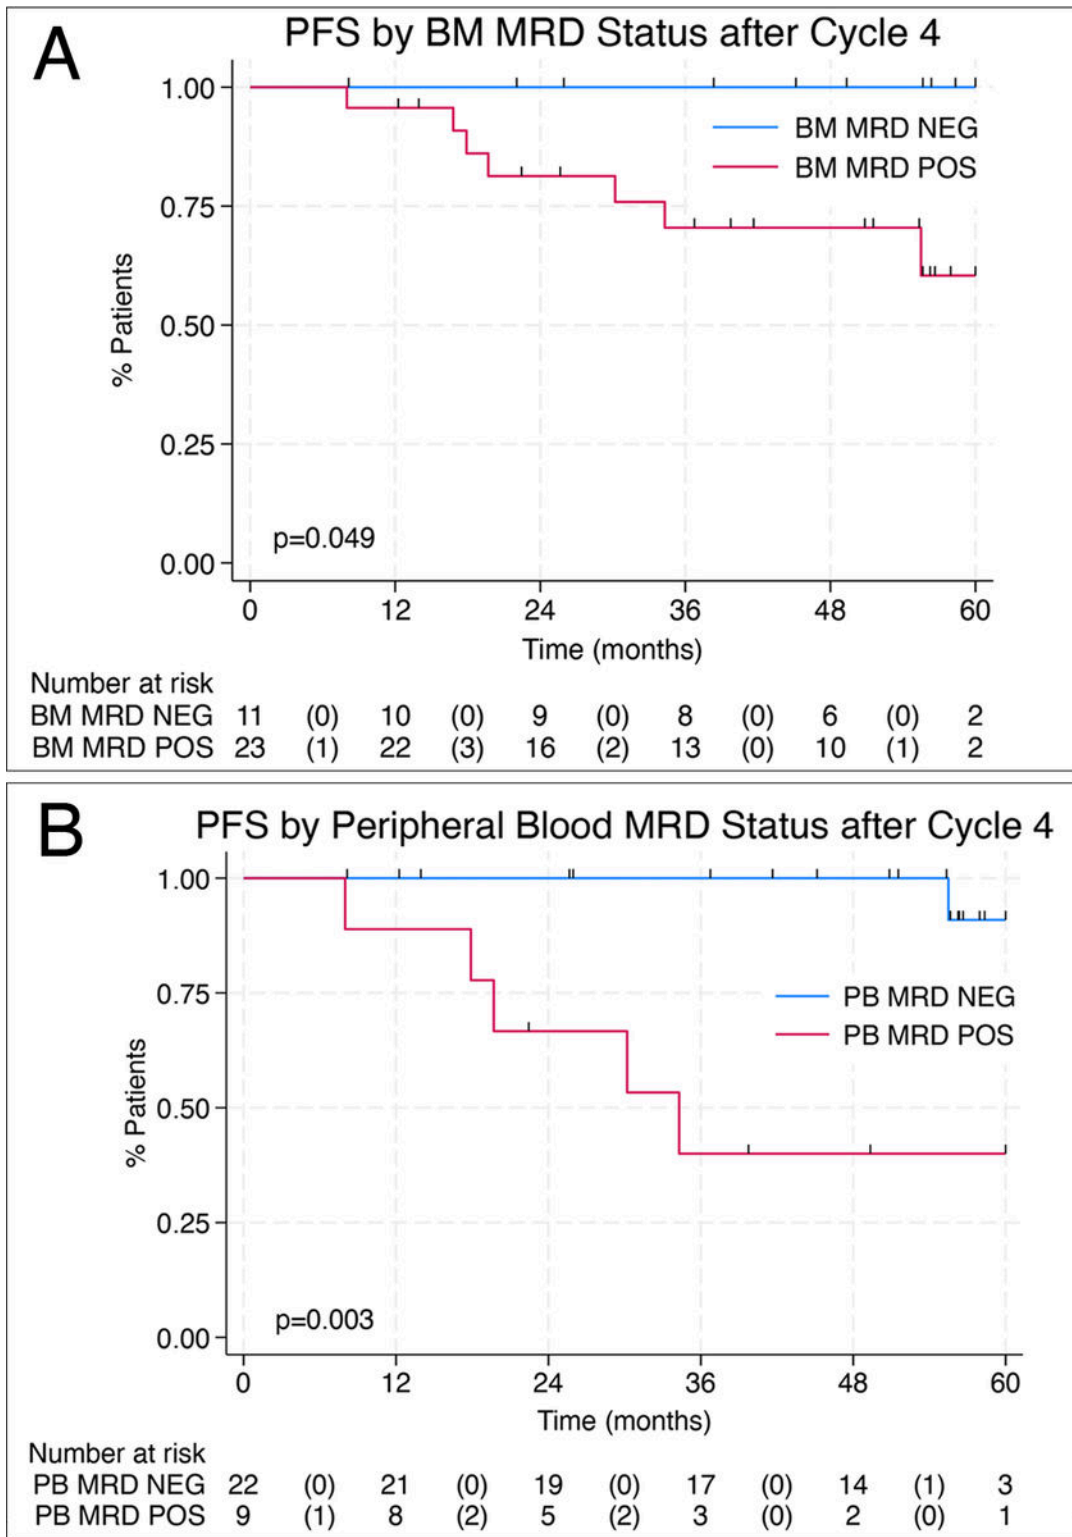 A
PFS by BM MRD Status after Cycle 4
1.00
0.75
0.50
0.25
0.00
% Patients
BM MRD NEG
BM MRD POS
p=0.049
0 12 24 36 48 60
Time (months)
Number at risk
BM MRD NEG 11 (0) 10 (0) 9 (0) 8 (0) 6 (0) 2
BM MRD POS 23 (1) 22 (3) 16 (2) 13 (0) 10 (1) 2
B
PFS by Peripheral Blood MRD Status after Cycle 4
1.00
0.75
0.50
0.25
0.00
% Patients
PB MRD NEG
PB MRD POS
p=0.003
0 12 24 36 48 60
Time (months)
Number at risk
PB MRD NEG 22 (0) 21 (0) 19 (0) 17 (0) 14 (1) 3
PB MRD POS 9 (1) 8 (2) 5 (2) 3 (0) 2 (0) 1